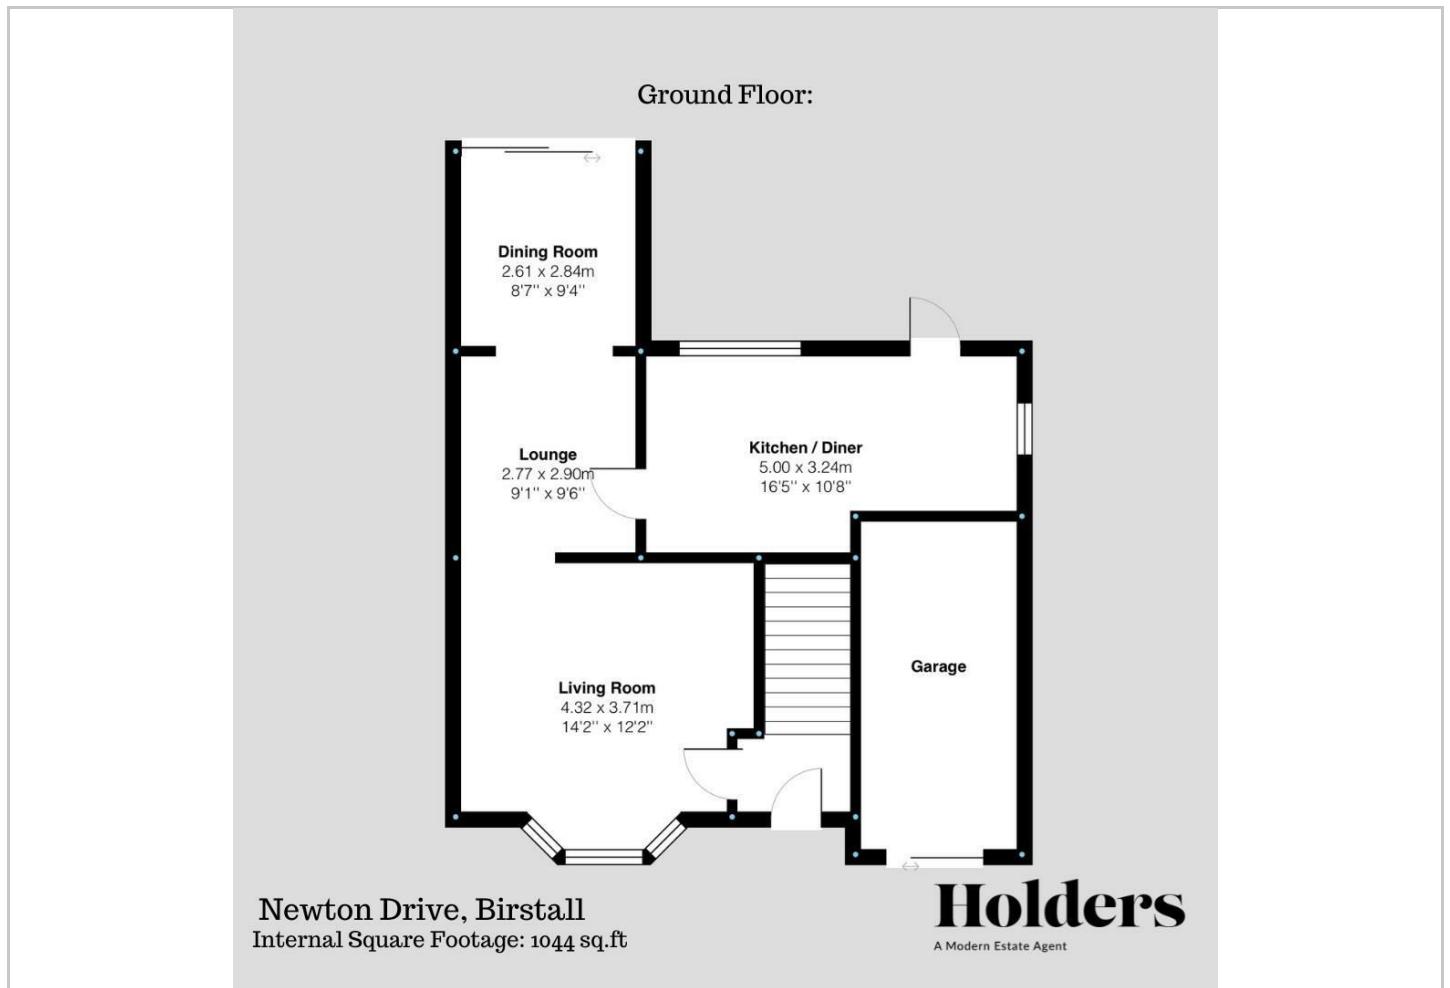 Ground Floor:
Dining Room
2.61 x 2.84m
8'7'' x 9'4''
Lounge
2.77 x 2.90m
9'1'' x 9'6''
Kitchen / Diner
5.00 x 3.24m
16'5'' x 10'8''
Living Room
4.32 x 3.71m
14'2'' x 12'2''
Garage
Newton Drive, Birstall
Internal Square Footage: 1044 sq.ft
Holders
A Modern Estate Agent